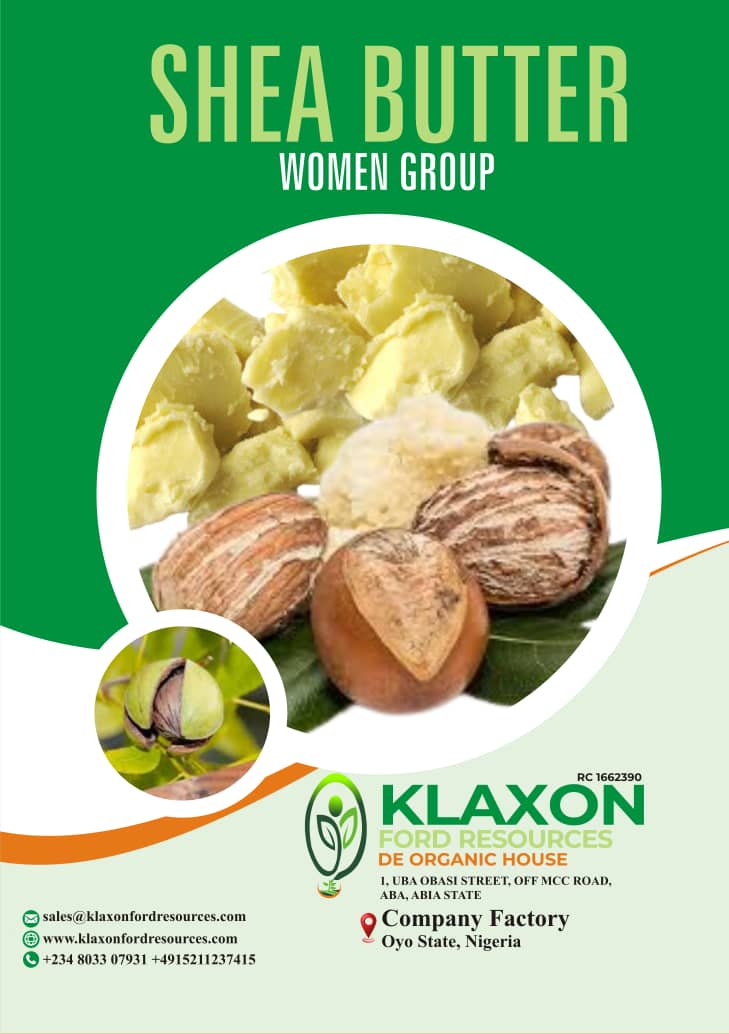 SHEA BUTTER
WOMEN GROUP
RC 1662390
KLAXON
FORD RESOURCES
DE ORGANIC HOUSE
1, UBA OBASI STREET, OFF MCC ROAD,
ABA, ABIA STATE
Company Factory
Oyo State, Nigeria
sales@klaxonfordresources.com
www.klaxonfordresources.com
+234 8033 07931 +4915211237415